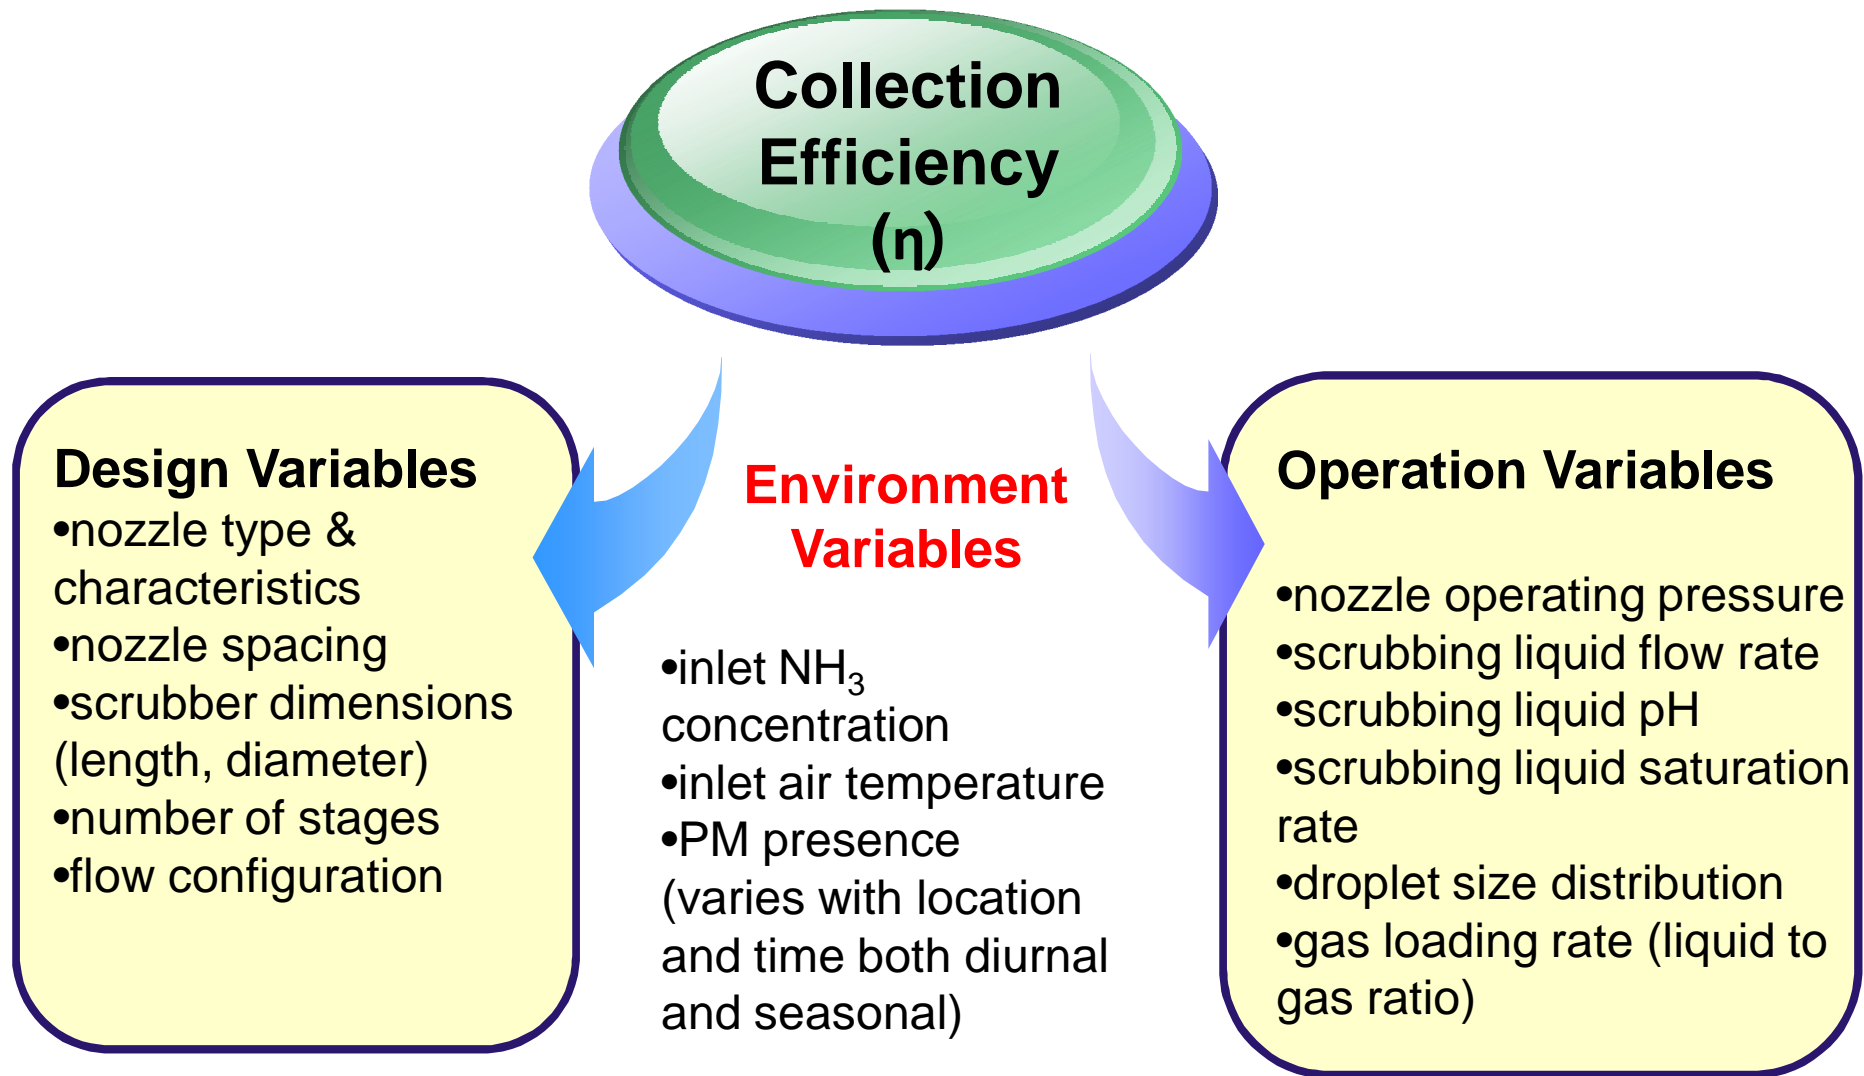 Collection
Efficiency
(η)
Design Variables
•nozzle type &
characteristics
•nozzle spacing
•scrubber dimensions
(length, diameter)
•number of stages
•flow configuration
Environment
Variables
•inlet NH₃
concentration
•inlet air temperature
•PM presence
(varies with location
and time both diurnal
and seasonal)
Operation Variables
•nozzle operating pressure
•scrubbing liquid flow rate
•scrubbing liquid pH
•scrubbing liquid saturation
rate
•droplet size distribution
•gas loading rate (liquid to
gas ratio)